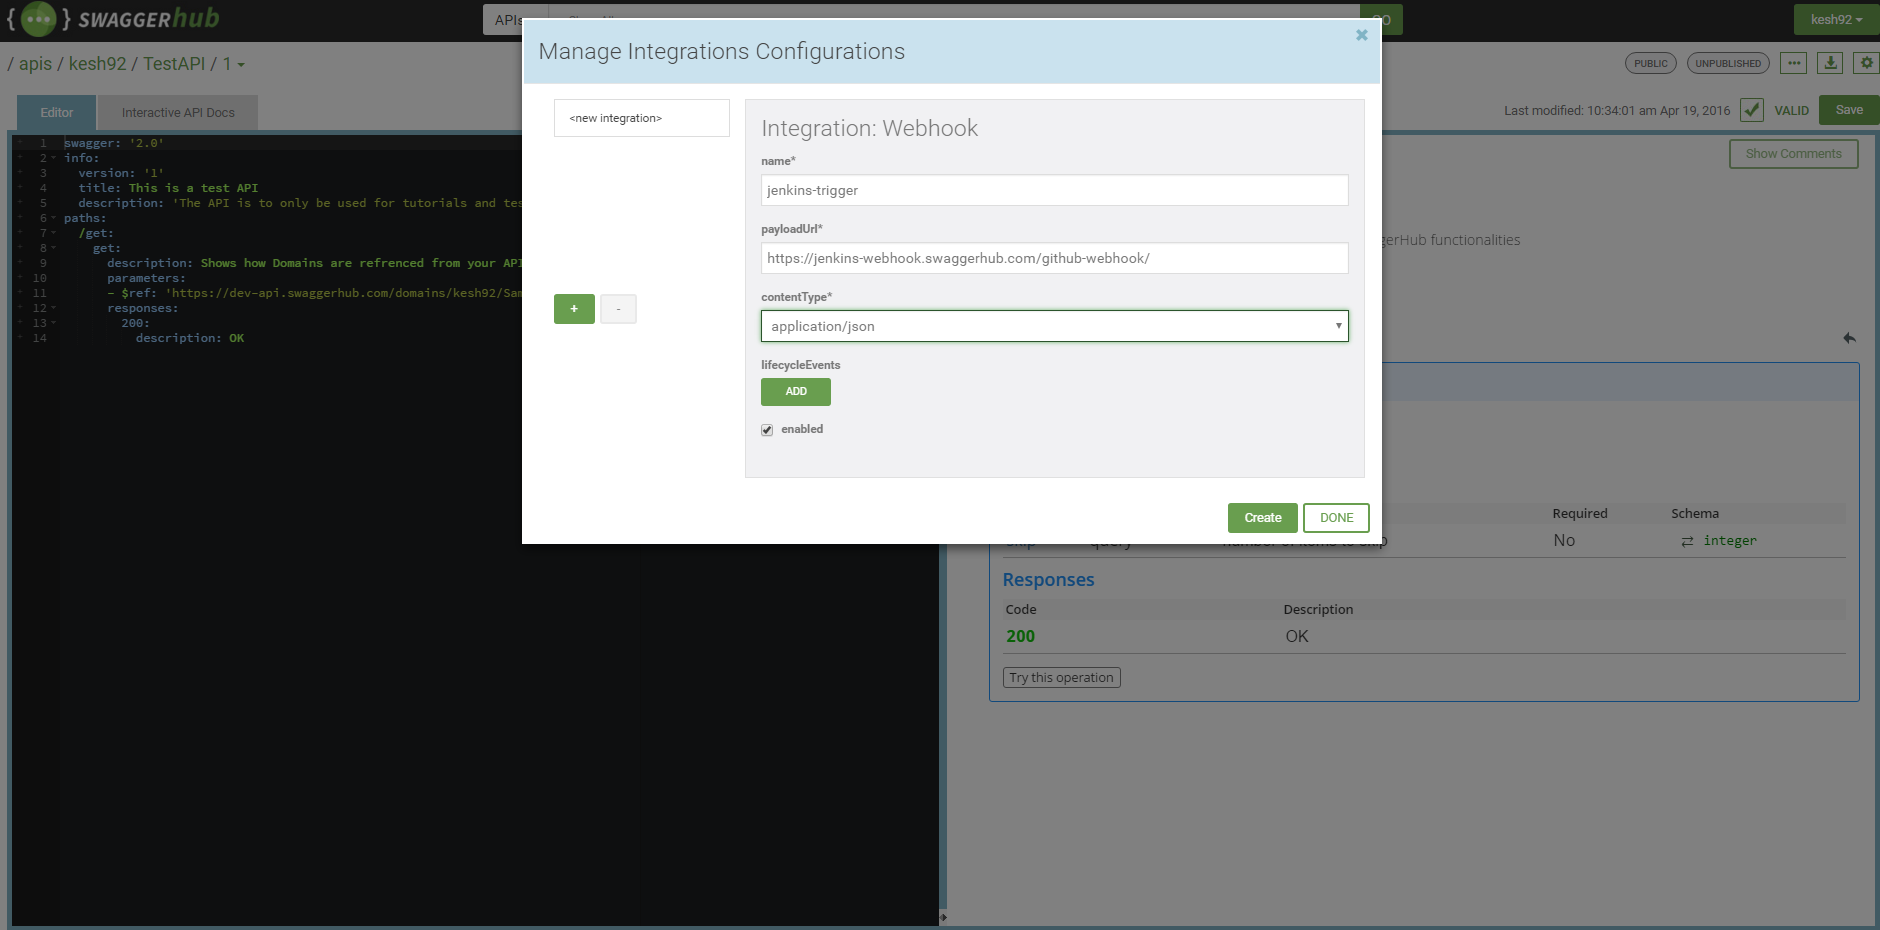 {•••} SWAGGERhub
APIs
GO
kesh92
/ apis / kesh92 / TestAPI / 1
PUBLIC
UNPUBLISHED
Editor
Interactive API Docs
Last modified: 10:34:01 am Apr 19, 2016
VALID
Save
Show Comments
1 swagger: '2.0'
2 info:
3 version: '1'
4 title: This is a test API
5 description: 'The API is to only be used for tutorials and
6 paths:
7 /get:
8 get:
9 description: Shows how Domains are refrenced from your API
10 parameters:
11 - $ref: 'https://dev-api.swaggerhub.com/domains/kesh92/
12 responses:
13 200:
14 description: OK
Manage Integrations Configurations
<new integration>
+
-
Integration: Webhook
name*
jenkins-trigger
payloadUrl*
https://jenkins-webhook.swaggerhub.com/github-webhook/
contentType*
application/json
lifecycleEvents
ADD
enabled
Create
DONE
functionalities
Required
Schema
No
integer
Responses
Code
Description
200
OK
Try this operation